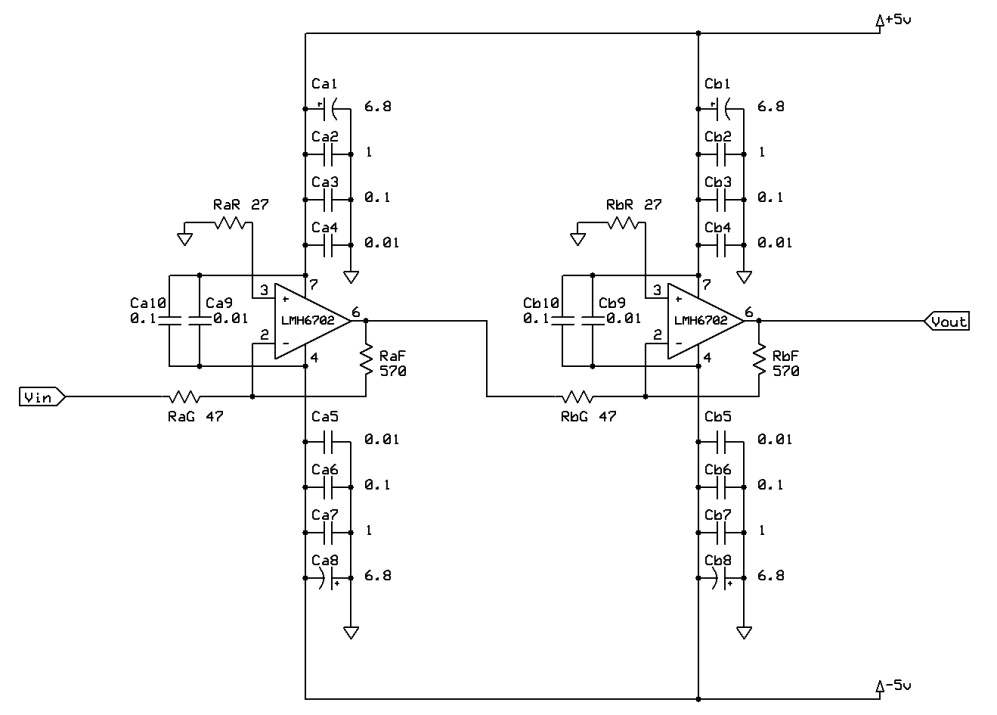 +5v
Ca1
6.8
Ca2
1
Ca3
0.1
Ca4
0.01
RaR 27
Ca10
0.1
Ca9
0.01
3
+
2
-
LMH6702
7
6
4
RaF
570
Vin
RaG 47
Ca5
0.01
Ca6
0.1
Ca7
1
Ca8
+
6.8
Cb1
6.8
Cb2
1
Cb3
0.1
Cb4
0.01
RbR 27
Cb10
0.1
Cb9
0.01
3
+
2
-
LMH6702
7
6
4
RbF
570
Vout
RbG 47
Cb5
0.01
Cb6
0.1
Cb7
1
Cb8
+
6.8
-5v